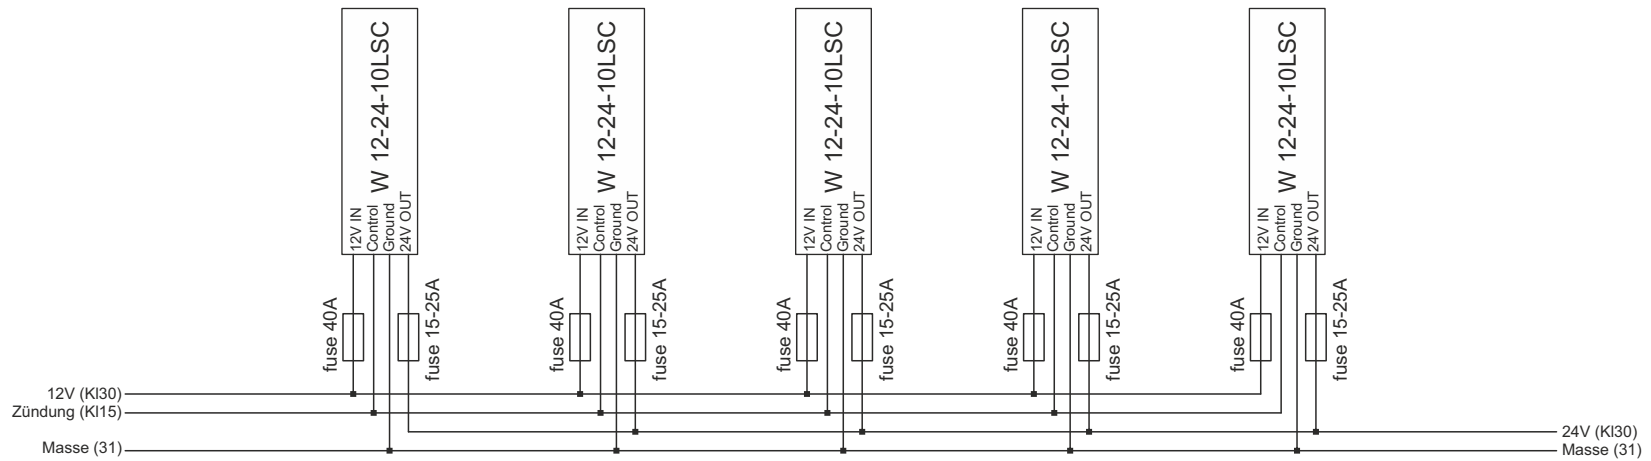 W 12-24-10LSC
12V IN
Control
Ground
24V OUT
fuse 40A
fuse 15-25A
W 12-24-10LSC
12V IN
Control
Ground
24V OUT
fuse 40A
fuse 15-25A
W 12-24-10LSC
12V IN
Control
Ground
24V OUT
fuse 40A
fuse 15-25A
W 12-24-10LSC
12V IN
Control
Ground
24V OUT
fuse 40A
fuse 15-25A
W 12-24-10LSC
12V IN
Control
Ground
24V OUT
fuse 40A
fuse 15-25A
12V (Kl30)
Zündung (Kl15)
Masse (31)
24V (Kl30)
Masse (31)